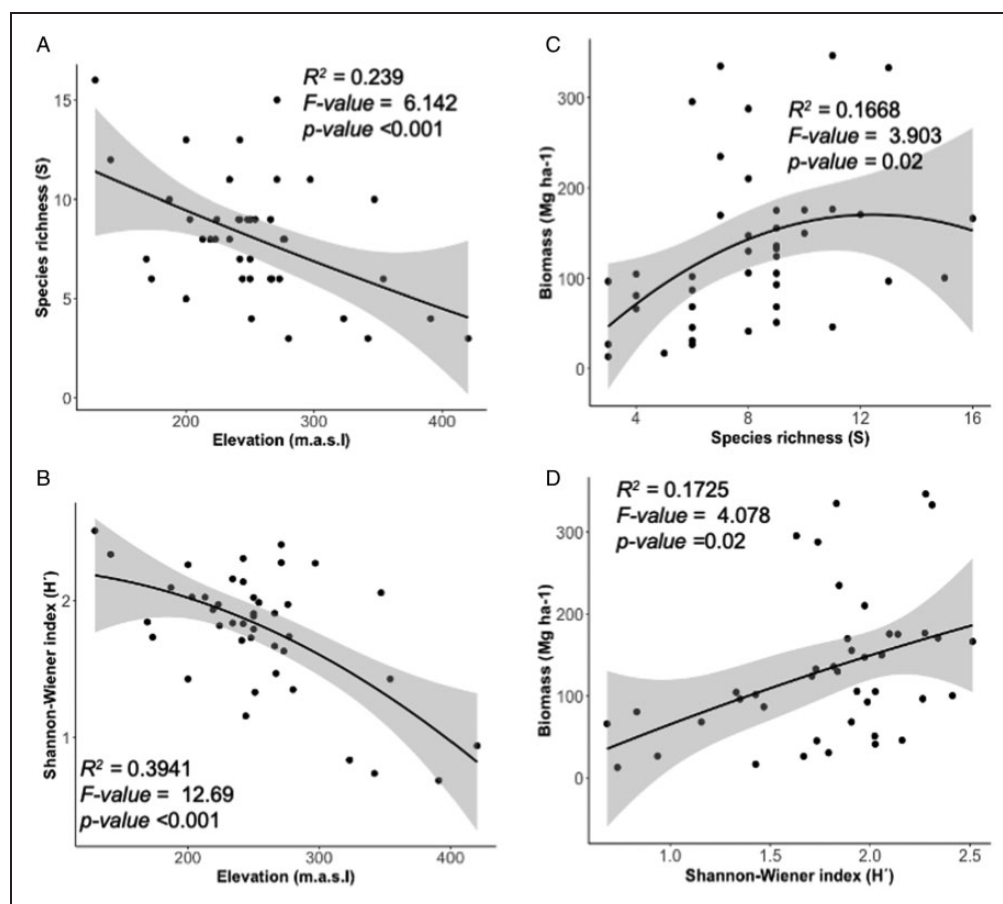 A
R² = 0.239
F-value = 6.142
p-value <0.001
Species richness (S)
15
10
5
0
200
300
400
Elevation (m.a.s.l)
C
R² = 0.1668
F-value = 3.903
p-value = 0.02
Biomass (Mg ha-1)
300
200
100
0
4
8
12
16
Species richness (S)
B
Shannon-Wiener index (H´)
2
1
R² = 0.3941
F-value = 12.69
p-value <0.001
200
300
400
Elevation (m.a.s.l)
D
R² = 0.1725
F-value = 4.078
p-value =0.02
Biomass (Mg ha-1)
300
200
100
0
1.0
1.5
2.0
2.5
Shannon-Wiener index (H´)